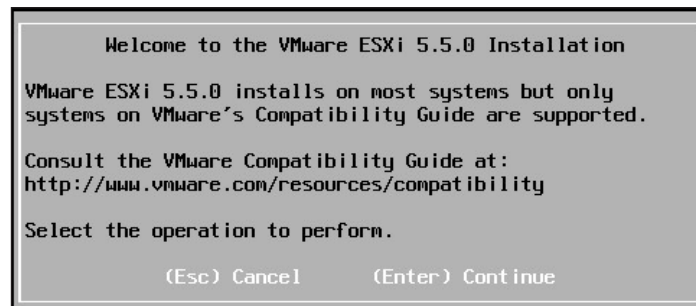 Welcome to the VMware ESXi 5.5.0 Installation
VMware ESXi 5.5.0 installs on most systems but only
systems on VMware's Compatibility Guide are supported.
Consult the VMware Compatibility Guide at:
http://www.vmware.com/resources/compatibility
Select the operation to perform.
(Esc) Cancel (Enter) Continue